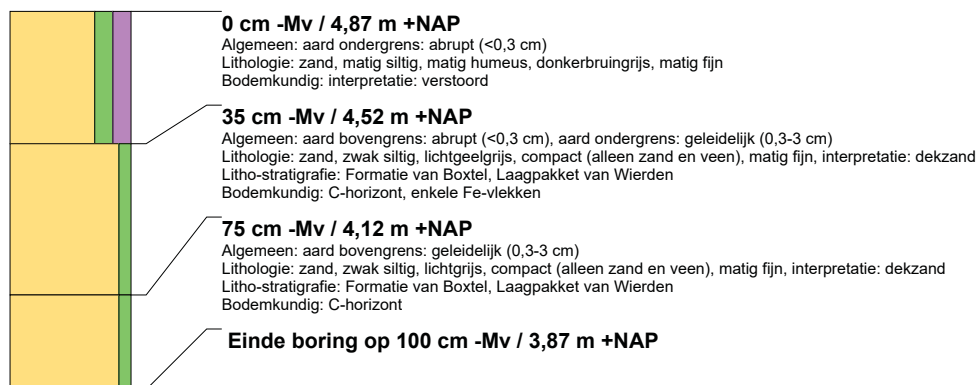 0 cm -Mv / 4,87 m +NAP
Algemeen: aard ondergrens: abrupt (<0,3 cm)
Lithologie: zand, matig siltig, matig humeus, donkerbruingrijs, matig fijn
Bodemkundig: interpretatie: verstoord
35 cm -Mv / 4,52 m +NAP
Algemeen: aard bovengrens: abrupt (<0,3 cm), aard ondergrens: geleidelijk (0,3-3 cm)
Lithologie: zand, zwak siltig, lichtgeelgrijs, compact (alleen zand en veen), matig fijn, interpretatie: dekzand
Litho-stratigrafie: Formatie van Boxtel, Laagpakket van Wierden
Bodemkundig: C-horizont, enkele Fe-vlekken
75 cm -Mv / 4,12 m +NAP
Algemeen: aard bovengrens: geleidelijk (0,3-3 cm)
Lithologie: zand, zwak siltig, lichtgrijs, compact (alleen zand en veen), matig fijn, interpretatie: dekzand
Litho-stratigrafie: Formatie van Boxtel, Laagpakket van Wierden
Bodemkundig: C-horizont
Einde boring op 100 cm -Mv / 3,87 m +NAP